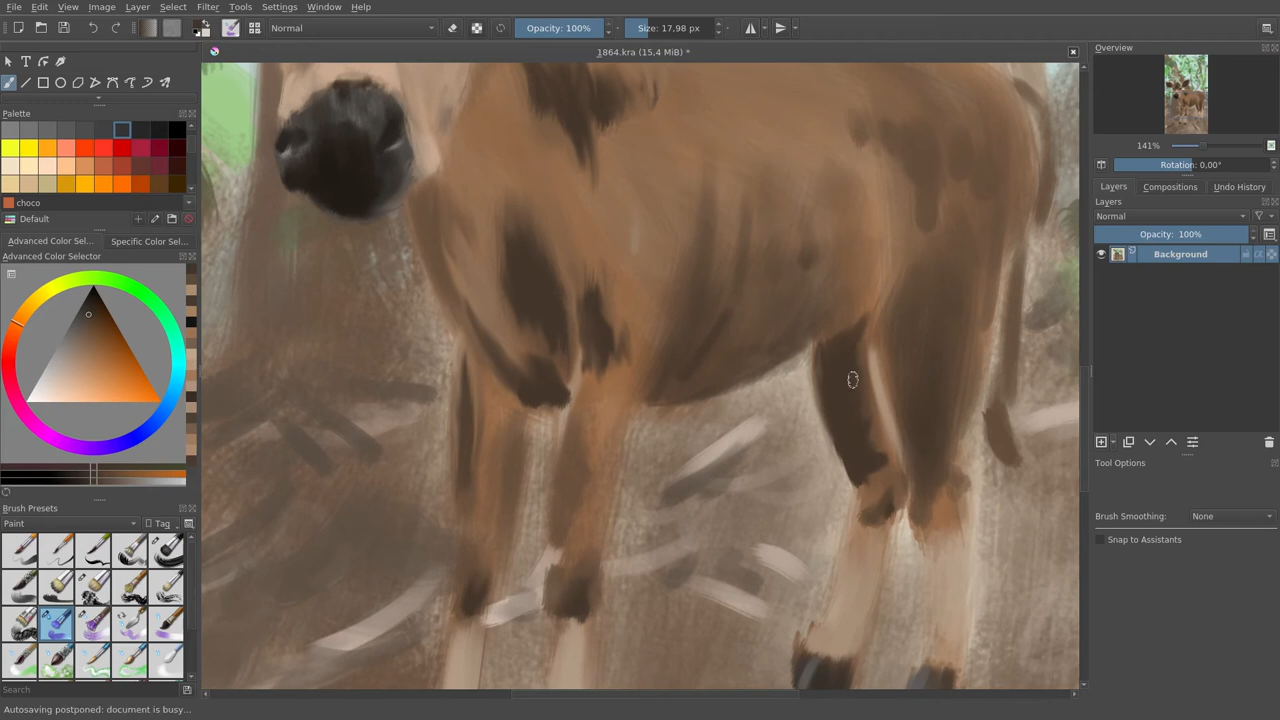 File Edit View Image Layer Select Filter Tools Settings Window Help
Normal Opacity: 100% Size: 17,98 px
1864.kra (15,4 MiB) *
Palette
choco
Default
Advanced Color Sel... Specific Color Sel...
Advanced Color Selector
Brush Presets
Paint Tag
Search
Autosaving postponed: document is busy...
Overview
141%
Rotation: 0,00°
Layers Compositions Undo History
Layers
Normal
Opacity: 100%
Background
Tool Options
Brush Smoothing: None
Snap to Assistants